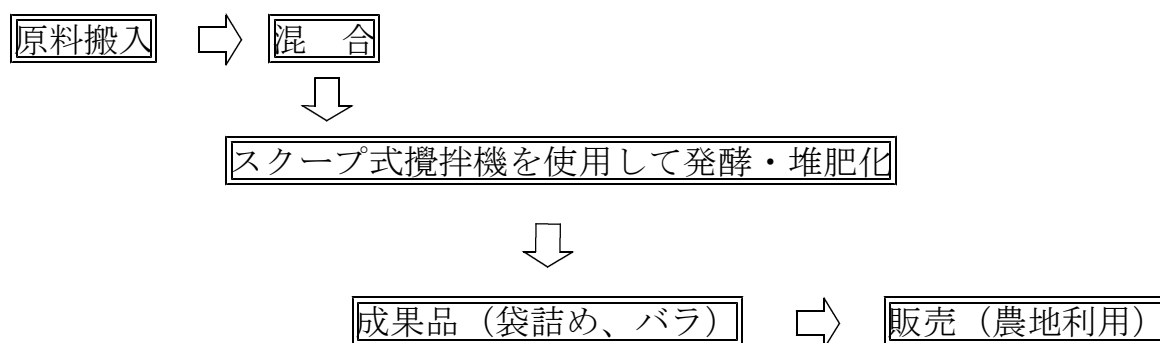 原料搬入
混　合
スクープ式攪拌機を使用して発酵・堆肥化
成果品（袋詰め、バラ）
販売（農地利用）